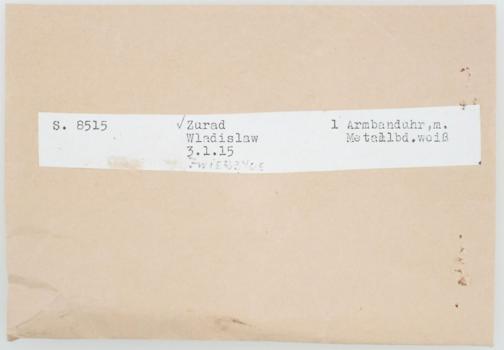 S. 8515 √Zurad 1 Armbanduhr,m.
Wladislaw Metallbd.weiß
3.1.15